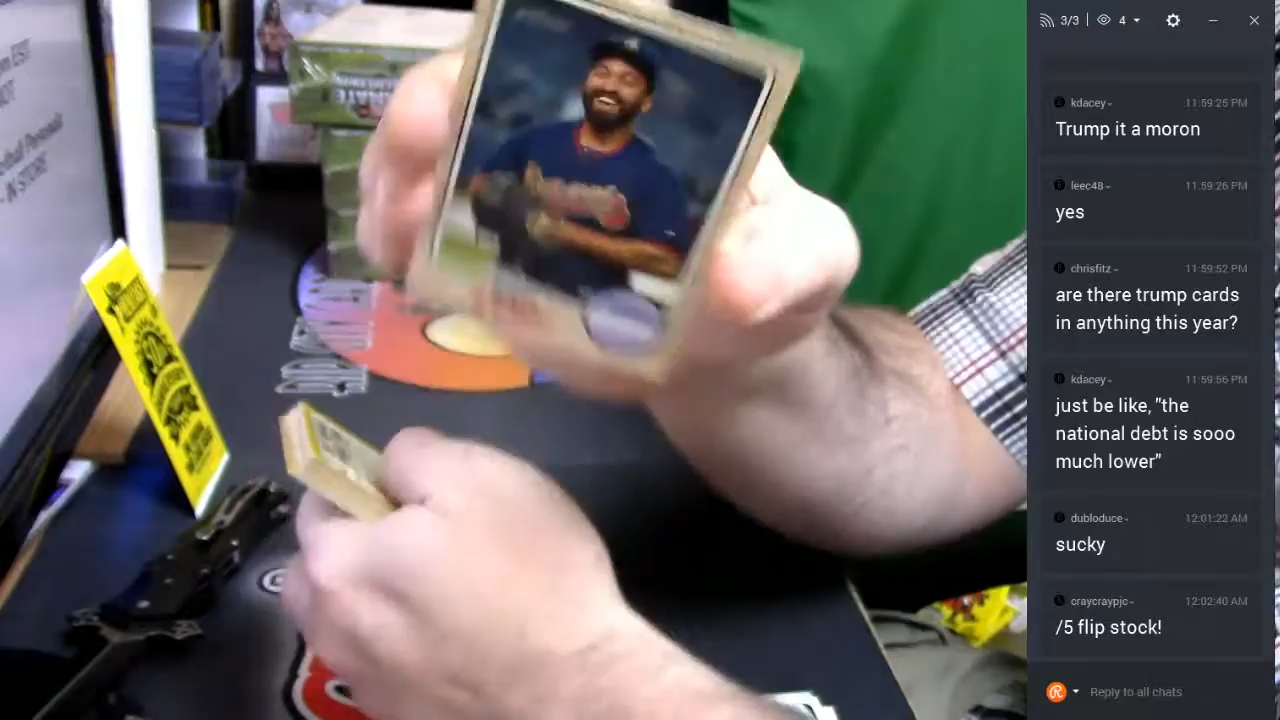 3/3
4
kdacey
11:59:25 PM
Trump it a moron
leec48
11:59:26 PM
yes
chrisfitz
11:59:52 PM
are there trump cards
in anything this year?
kdacey
11:59:56 PM
just be like, "the
national debt is sooo
much lower"
dubloduce
12:01:22 AM
sucky
craycraypjc
12:02:40 AM
/5 flip stock!
Reply to all chats
IN STORE